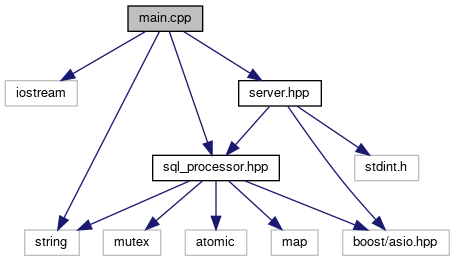 main.cpp
iostream
server.hpp
sql_processor.hpp
stdint.h
string
mutex
atomic
map
boost/asio.hpp